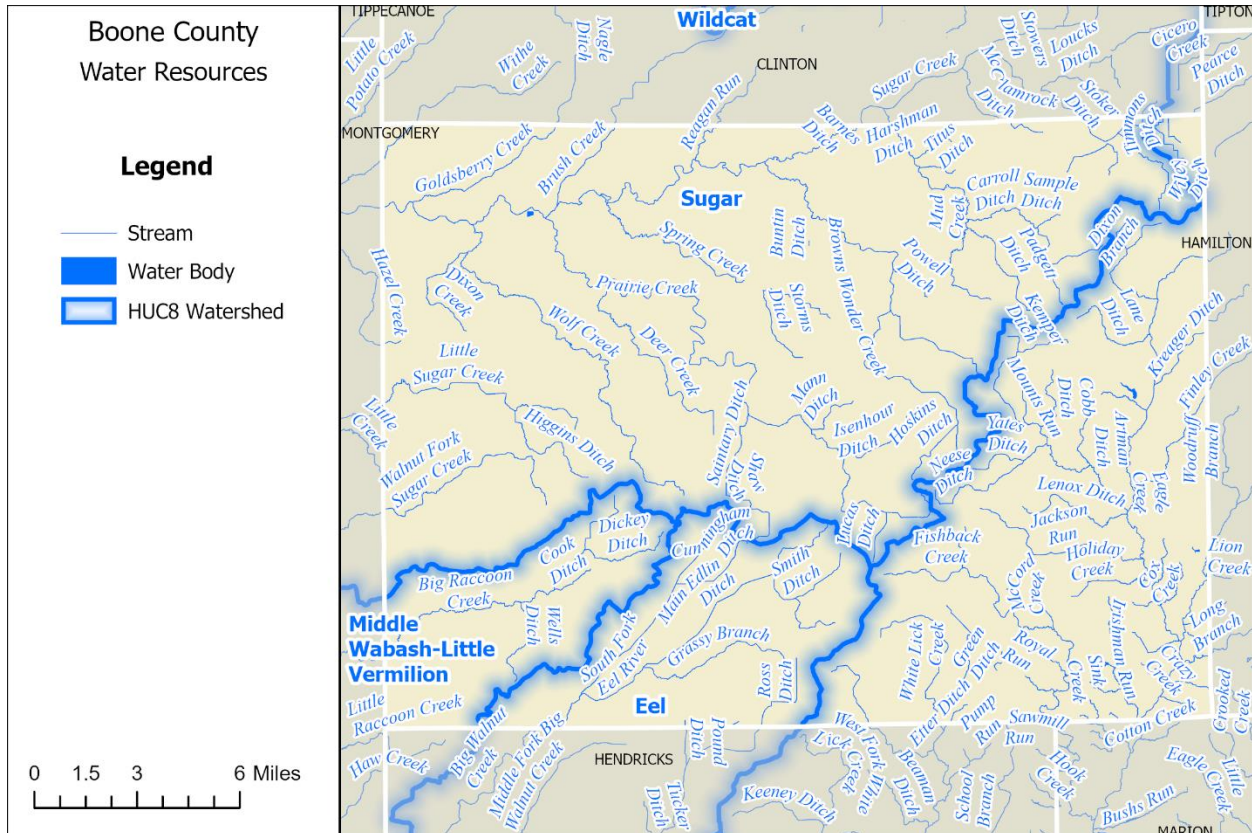 Boone County
Water Resources
Legend
Stream
Water Body
HUC8 Watershed
0 1.5 3 6 Miles
TIPPECANOE
Wildcat
TIPTON
CLINTON
MONTGOMERY
HAMILTON
HENDRICKS
MARION
Sugar
Middle
Wabash-Little
Vermilion
Eel
Little
Potato Creek
Withe
Creek
Nagle
Ditch
Reagan Run
Sugar Creek
Stowers
Ditch
Loucks
Ditch
McClamrock
Ditch
Stoker
Ditch
Cicero
Creek
Pearce
Ditch
Goldsberry Creek
Brush Creek
Barnes
Ditch
Harshman
Ditch
Titus
Ditch
Ditch
Wiley
Ditch
Carroll
Ditch
Sample
Ditch
Mud
Creek
Dixon
Branch
Hazel Creek
Dixon
Creek
Spring Creek
Buntin
Ditch
Browns Wonder Creek
Powell
Ditch
Padgett
Ditch
Prairie Creek
Storms
Ditch
Kemper
Ditch
Lane
Ditch
Kreager Ditch
Wolf Creek
Deer Creek
Finley Creek
Little
Sugar Creek
Mann
Ditch
Mounts Run
Cobb
Ditch
Artman
Ditch
Woodruff
Branch
Little
Creek
Higgins Ditch
Sanitary Ditch
Isenhour
Ditch
Hoskins
Ditch
Yates
Ditch
Walnut Fork
Sugar Creek
Shaw
Ditch
Neese
Ditch
Lenox Ditch
Eagle
Creek
Cook
Ditch
Dickey
Ditch
Cunningham
Ditch
Lucas
Ditch
Fishback
Creek
Jackson
Run
Holiday
Creek
Fox
Creek
Lion
Creek
Big Raccoon
Creek
Main Edlin
Ditch
Smith
Ditch
McCord
Creek
Irishman Run
Long
Branch
Wells
Ditch
South Fork
Eel River
Grassy Branch
White Lick
Creek
Green
Ditch
Royal
Run
Sink
Creek
Crazy
Creek
Little
Raccoon Creek
Ross
Ditch
Etter Ditch
Pump
Run
Sawmill
Run
Cotton Creek
Crooked
Creek
Haw Creek
Big Walnut
Creek
Middle Fork Big
Walnut Creek
Pound
Ditch
Tucker
Ditch
Keeney Ditch
West Fork White
Lick
Creek
Beaman
Ditch
School
Branch
Hook
Creek
Bushs Run
Eagle Creek
Little